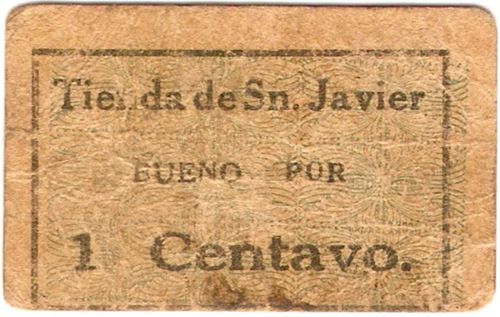 Tienda de Sn. Javier
BUENO POR
1 Centavo.